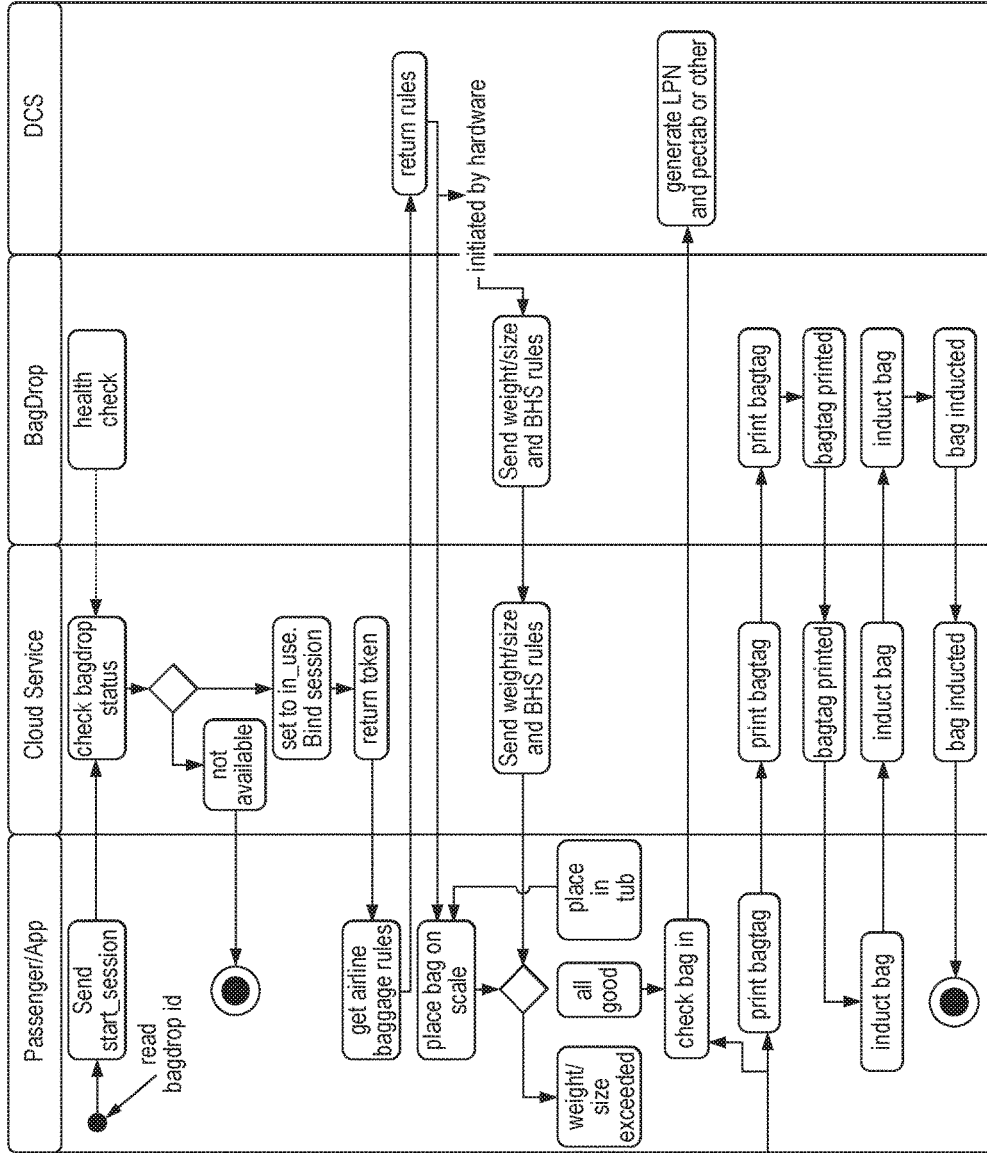 Passenger/App
Cloud Service
BagDrop
DCS
read
bagdrop id
Send
start_session
check bagdrop
status
health
check
not
available
set to in_use.
Bind session
return token
get airline
baggage rules
return rules
initiated by hardware
place bag on
scale
Send weight/size
and BHS rules
Send weight/size
and BHS rules
place
in
tub
weight/
size
exceeded
all
good
check bag in
generate LPN
and pectab or other
print bagtag
print bagtag
print bagtag
bagtag printed
bagtag printed
induct bag
induct bag
induct bag
bag inducted
bag inducted